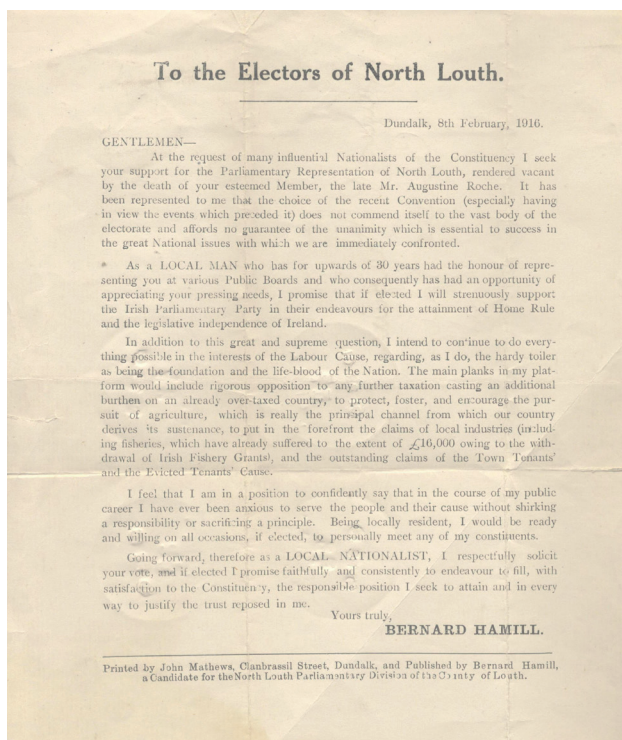 To the Electors of North Louth.
Dundalk, 8th February, 1916.
GENTLEMEN—
At the request of many influential Nationalists of the Constituency I seek
your support for the Parliamentary Representation of North Louth, rendered vacant
by the death of your esteemed Member, the late Mr. Augustine Roche. It has
been represented to me that the choice of the recent Convention (especially having
in view the events which preceded it) does not commend itself to the vast body of the
electorate and affords no guarantee of the unanimity which is essential to success in
the great National issues with which we are immediately confronted.
As a LOCAL MAN who has for upwards of 30 years had the honour of repre-
senting you at various Public Boards and who consequently has had an opportunity of
appreciating your pressing needs, I promise that if elected I will strenuously support
the Irish Parliamentary Party in their endeavours for the attainment of Home Rule
and the legislative independence of Ireland.
In addition to this great and supreme question, I intend to continue to do every-
thing possible in the interests of the Labour Cause, regarding, as I do, the hardy toiler
as being the foundation and the life-blood of the Nation. The main planks in my plat-
form would include rigorous opposition to any further taxation casting an additional
burthen on an already over-taxed country, to protect, foster, and encourage the pur-
suit of agriculture, which is really the principal channel from which our country
derives its sustenance, to put in the forefront the claims of local industries (includ-
ing fisheries, which have already suffered to the extent of £16,000 owing to the with-
drawal of Irish Fishery Grants), and the outstanding claims of the Town Tenants'
and the Evicted Tenants' Cause.
I feel that I am in a position to confidently say that in the course of my public
career I have ever been anxious to serve the people and their cause without shirking
a responsibility or sacrificing a principle. Being locally resident, I would be ready
and willing on all occasions, if elected, to personally meet any of my constituents.
Going forward, therefore as a LOCAL NATIONALIST, I respectfully solicit
your vote, and if elected I promise faithfully and consistently to endeavour to fill, with
satisfaction to the Constituency, the responsible position I seek to attain and in every
way to justify the trust reposed in me.
Yours truly,
BERNARD HAMILL.
Printed by John Mathews, Clanbrassil Street, Dundalk, and Published by Bernard Hamill,
a Candidate for the North Louth Parliamentary Division of the County of Louth.